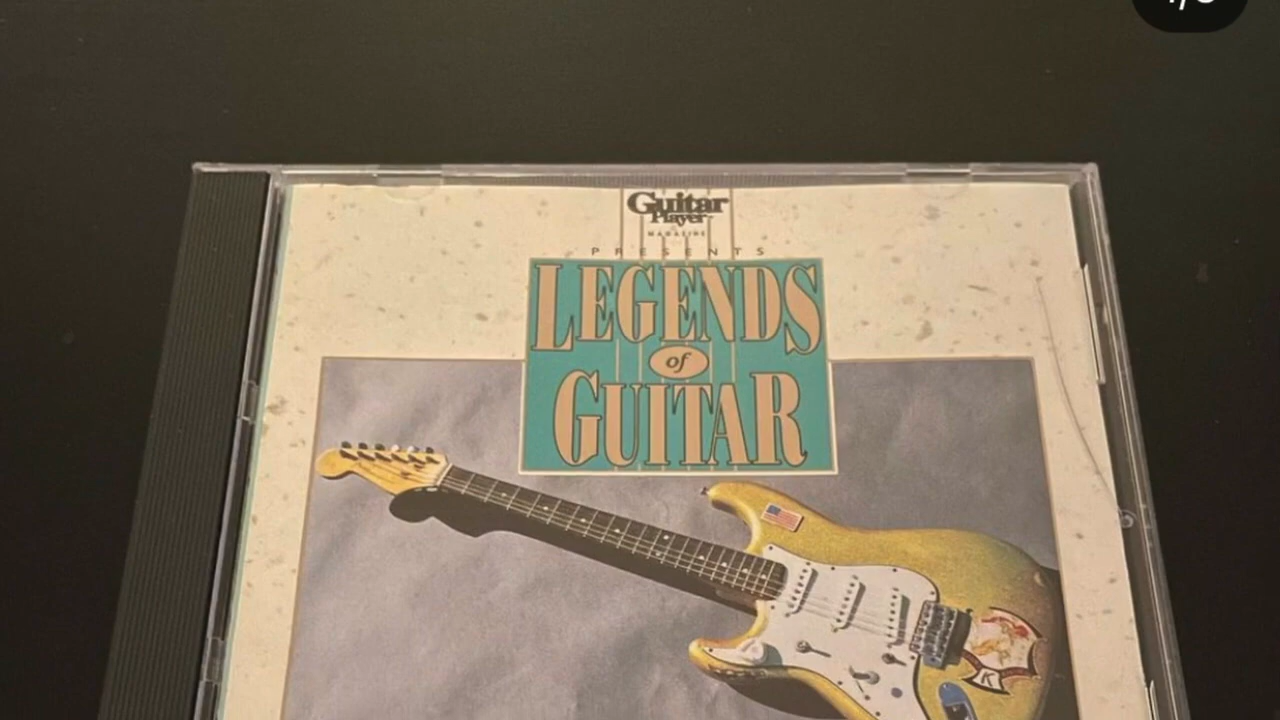 Guitar
Player
MAGAZINE
PRESENTS
LEGENDS
of
GUITAR